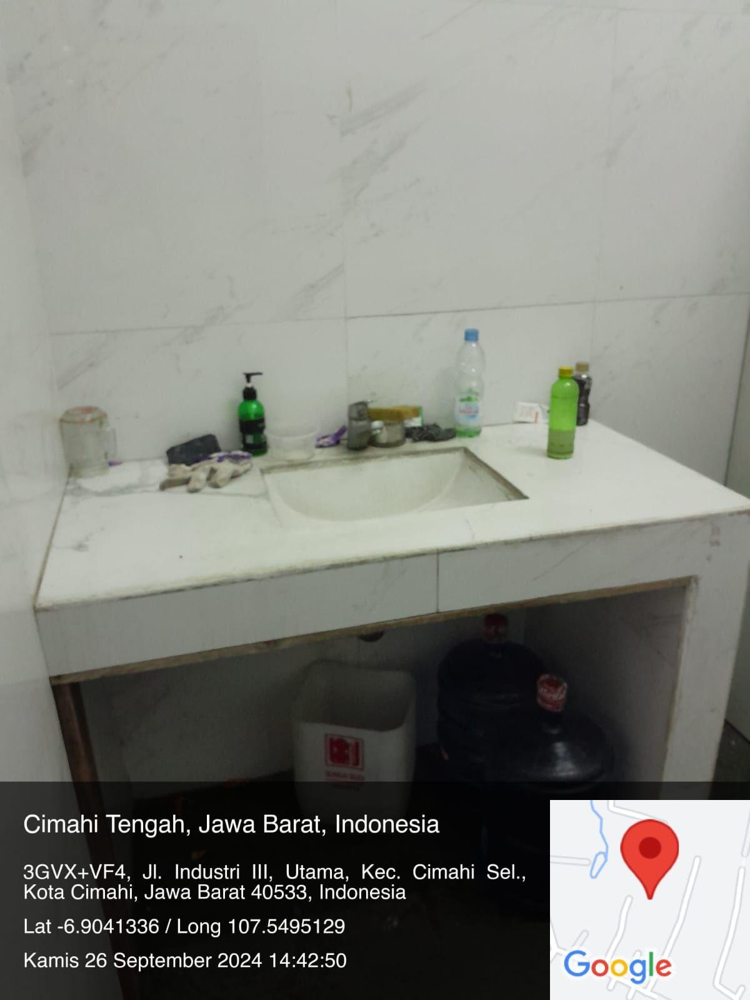 Cimahi Tengah, Jawa Barat, Indonesia
3GVX+VF4, Jl. Industri III, Utama, Kec. Cimahi Sel.,
Kota Cimahi, Jawa Barat 40533, Indonesia
Lat -6.9041336 / Long 107.5495129
Kamis 26 September 2024 14:42:50
Google